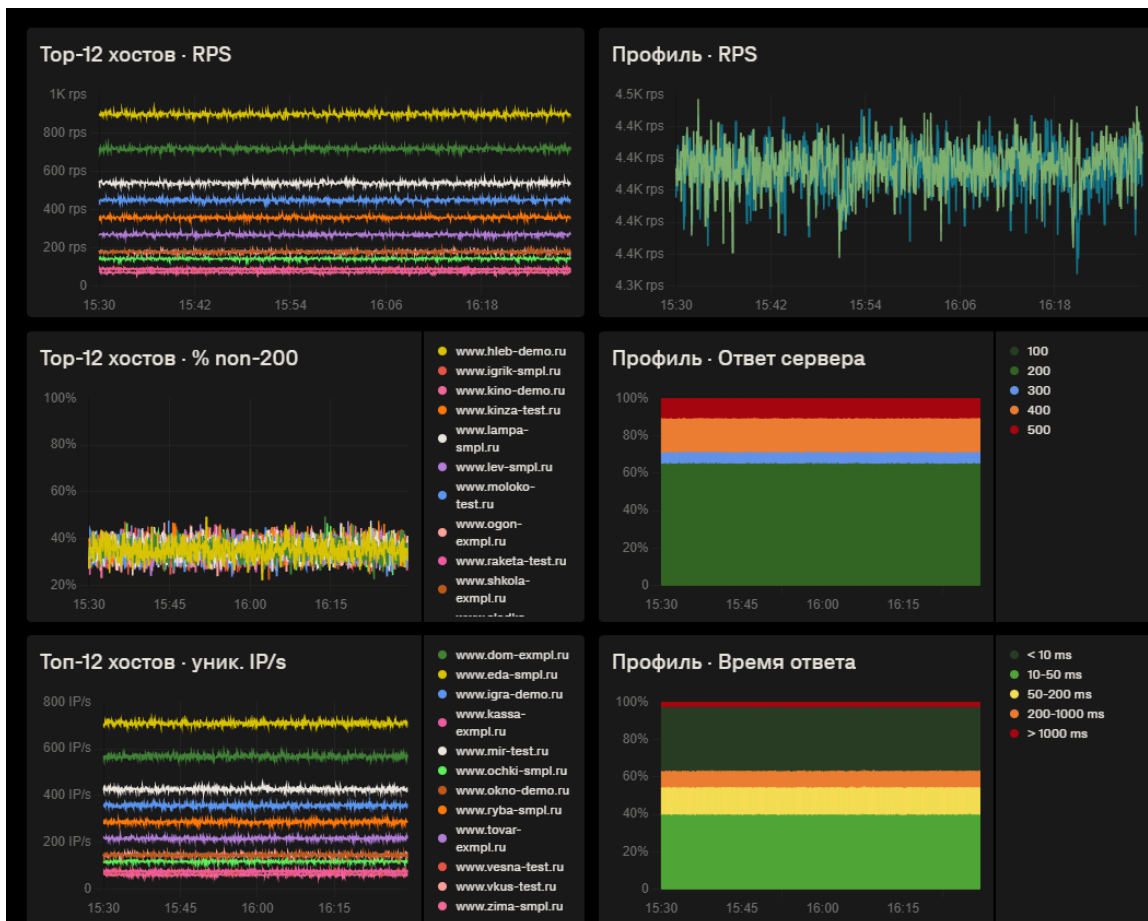 Top-12 хостов · RPS
1K rps
800 rps
600 rps
400 rps
200 rps
0
15:30
15:42
15:54
16:06
16:18
Профиль · RPS
4.5K rps
4.4K rps
4.4K rps
4.4K rps
4.4K rps
4.4K rps
4.3K rps
15:30
15:42
15:54
16:06
16:18
Top-12 хостов · % non-200
100%
80%
60%
40%
20%
15:30
15:45
16:00
16:15
www.hleb-demo.ru
www.igrik-smpl.ru
www.kino-demo.ru
www.kinza-test.ru
www.lampa-
smpl.ru
www.lev-smpl.ru
www.moloko-
test.ru
www.ogon-
exmpl.ru
www.raketa-test.ru
www.shkola-
exmpl.ru
Профиль · Ответ сервера
100%
80%
60%
40%
20%
0
15:30
15:45
16:00
16:15
100
200
300
400
500
Топ-12 хостов · уник. IP/s
800 IP/s
600 IP/s
400 IP/s
200 IP/s
0
15:30
15:45
16:00
16:15
www.dom-exmpl.ru
www.eda-smpl.ru
www.igra-demo.ru
www.kassa-
exmpl.ru
www.mir-test.ru
www.ochki-smpl.ru
www.okno-demo.ru
www.ryba-smpl.ru
www.tovar-
exmpl.ru
www.vesna-test.ru
www.vkus-test.ru
www.zima-smpl.ru
Профиль · Время ответа
100%
80%
60%
40%
20%
0
15:30
15:45
16:00
16:15
< 10 ms
10-50 ms
50-200 ms
200-1000 ms
> 1000 ms